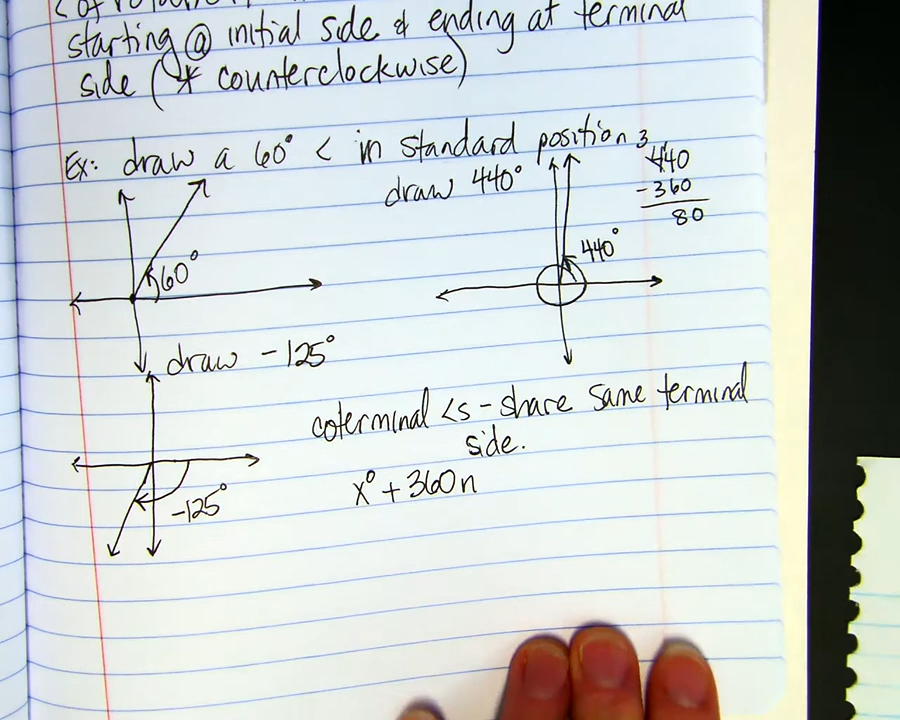 starting @ initial side & ending at terminal
side (* counterclockwise)
Ex: draw a 60° < in standard position
draw 440°
3
440
-360
80
60°
440°
draw -125°
-125°
coterminal <s - share same terminal
side.
x° + 360n